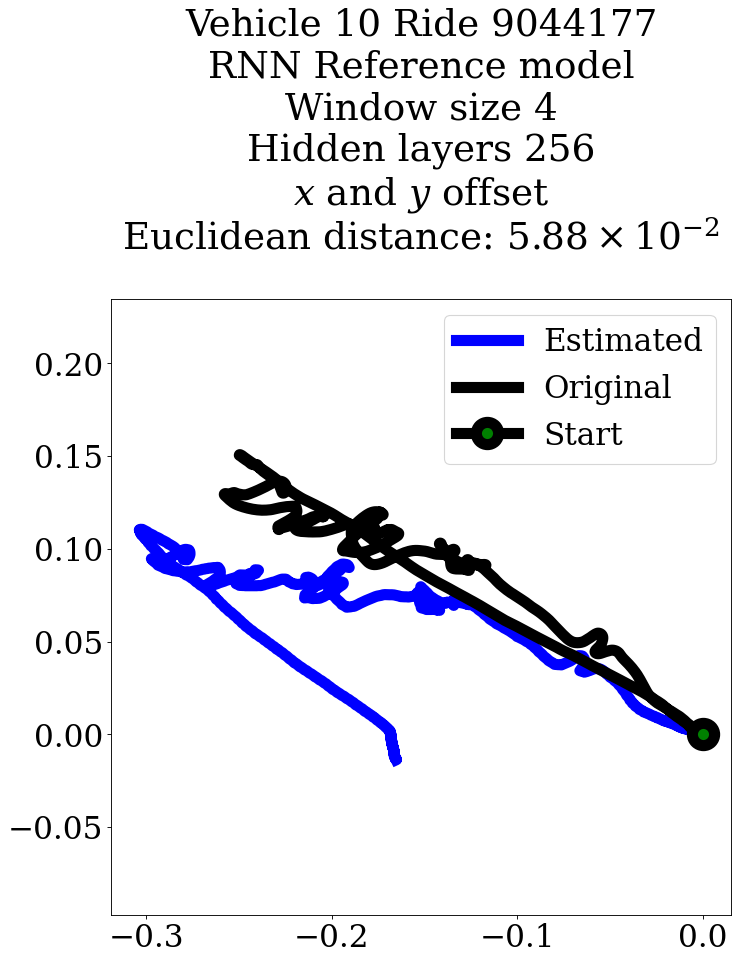 Vehicle 10 Ride 9044177
RNN Reference model
Window size 4
Hidden layers 256
x and y offset
Euclidean distance: 5.88 × 10⁻²
Estimated
Original
Start
0.20
0.15
0.10
0.05
0.00
−0.05
−0.3 −0.2 −0.1 0.0